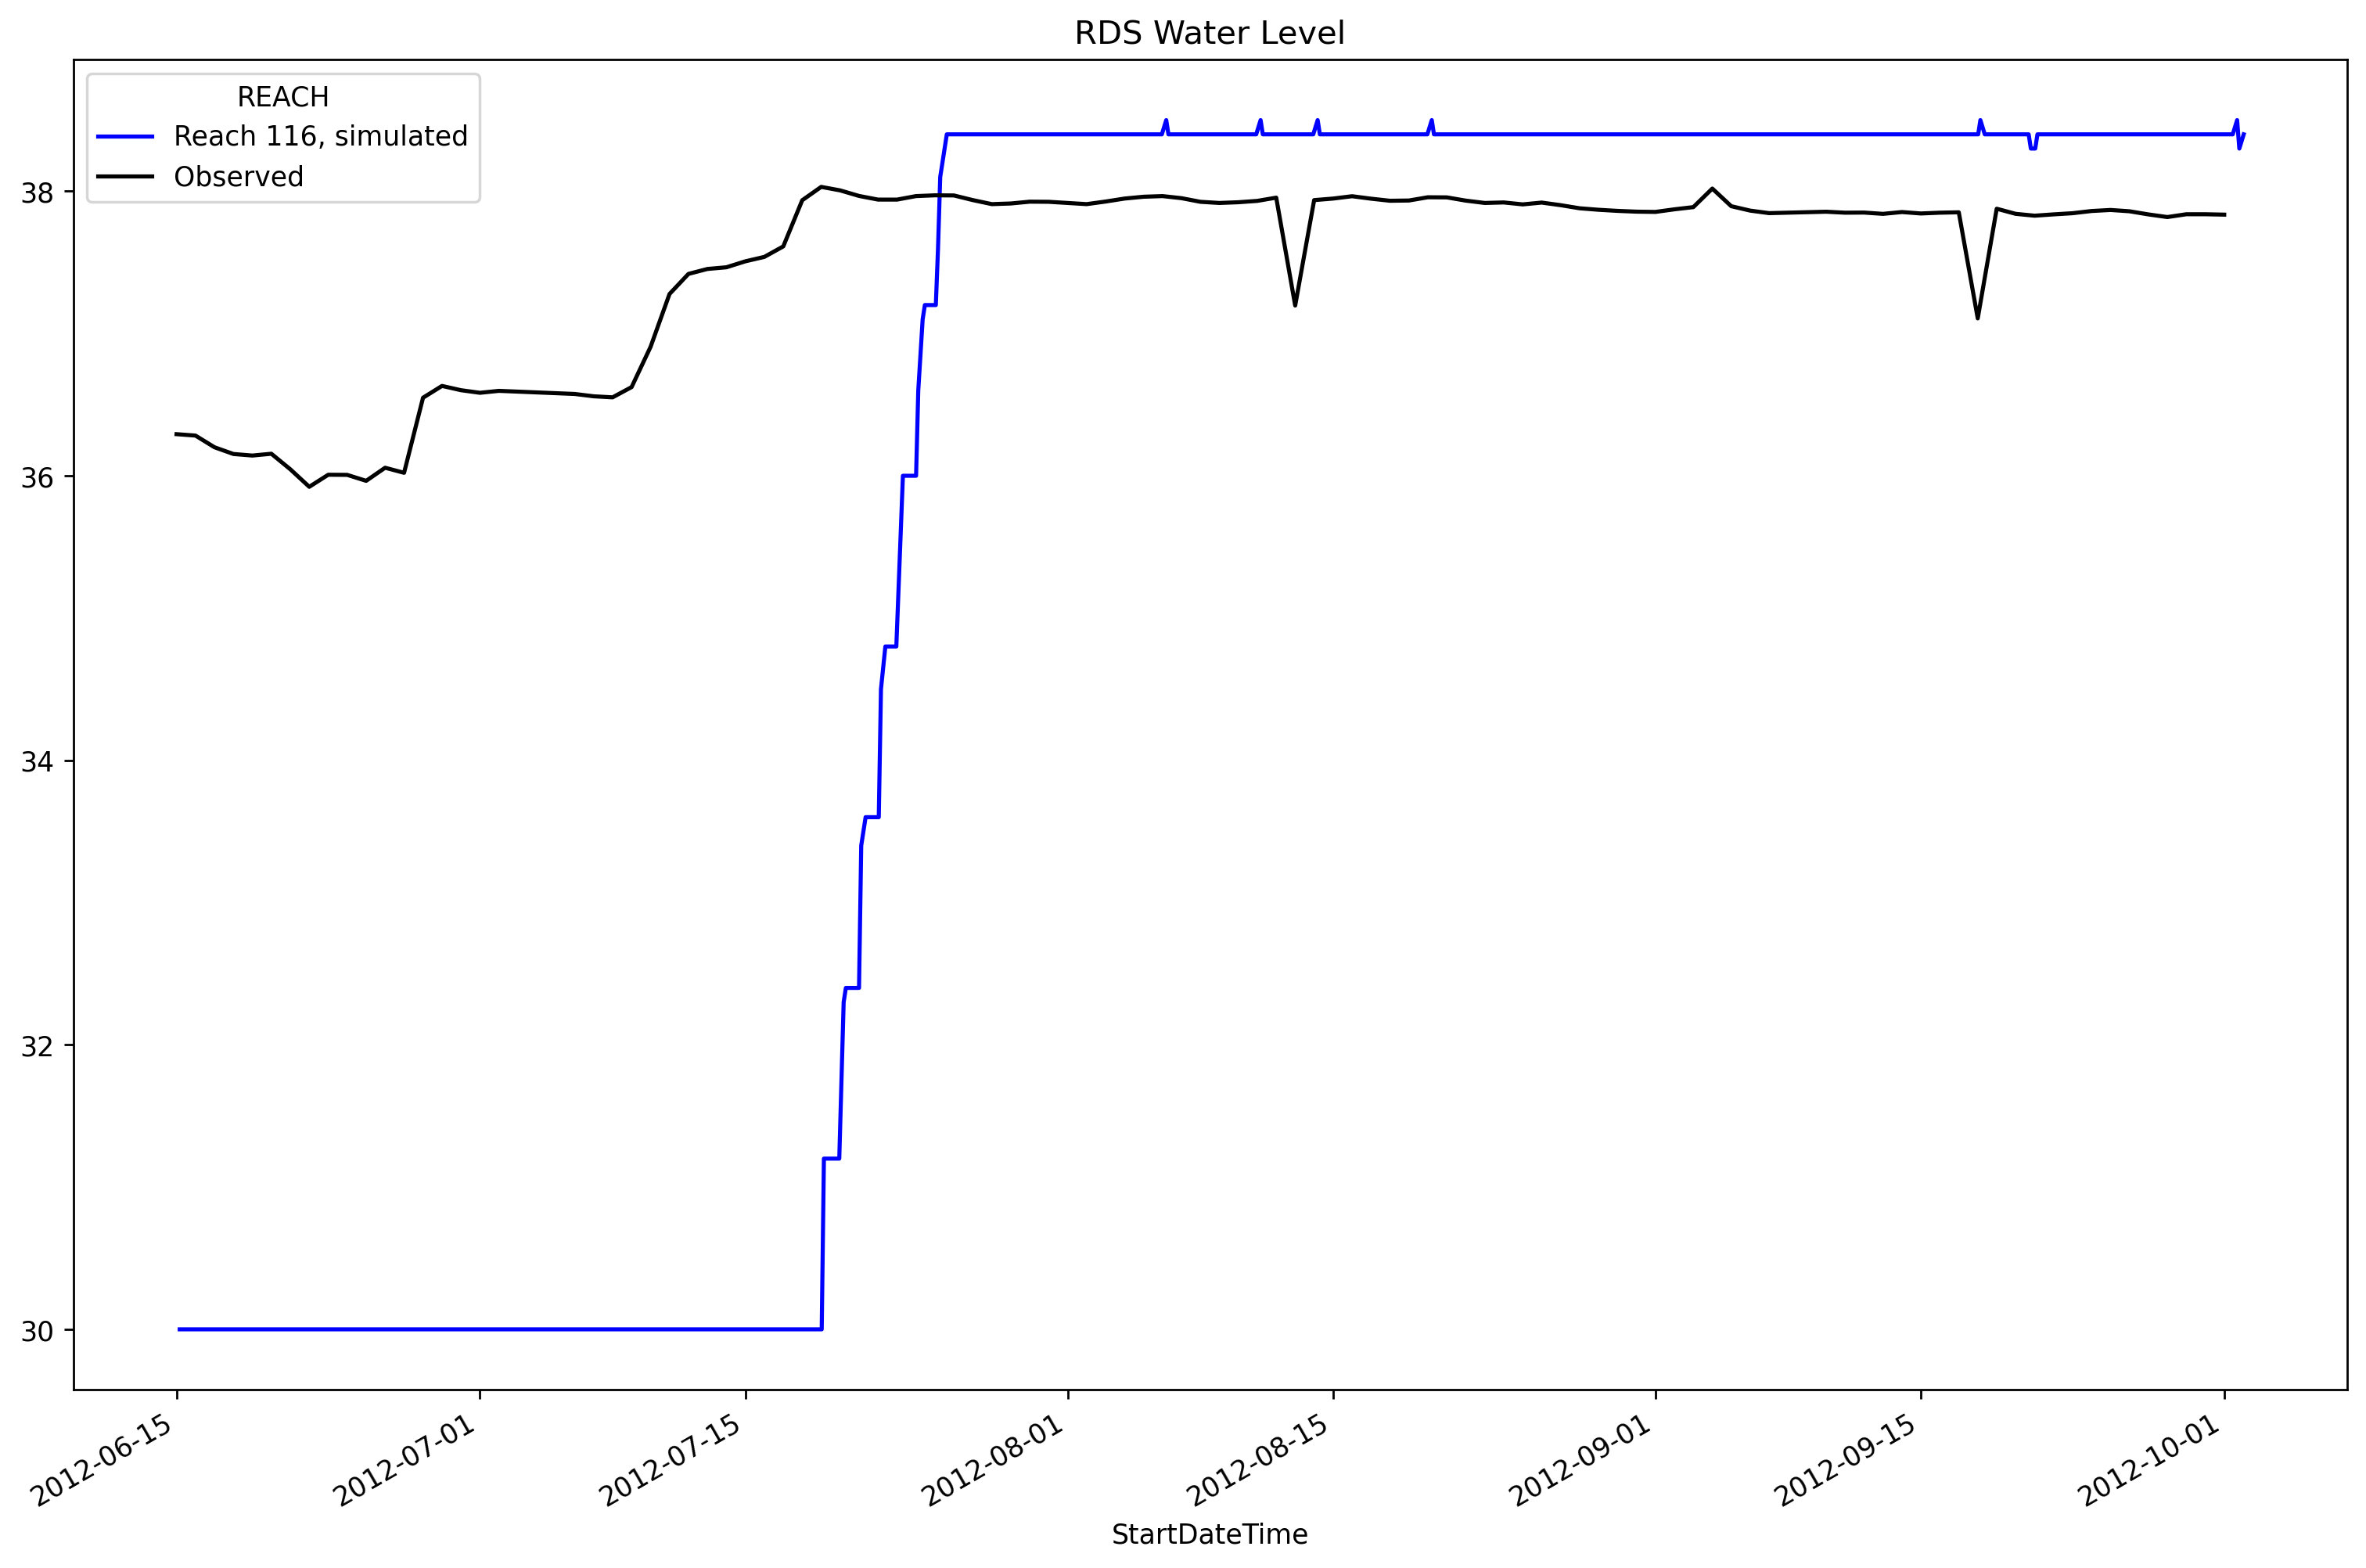 RDS Water Level
REACH
Reach 116, simulated
Observed
38
36
34
32
30
2012-06-15
2012-07-01
2012-07-15
2012-08-01
2012-08-15
2012-09-01
2012-09-15
2012-10-01
StartDateTime